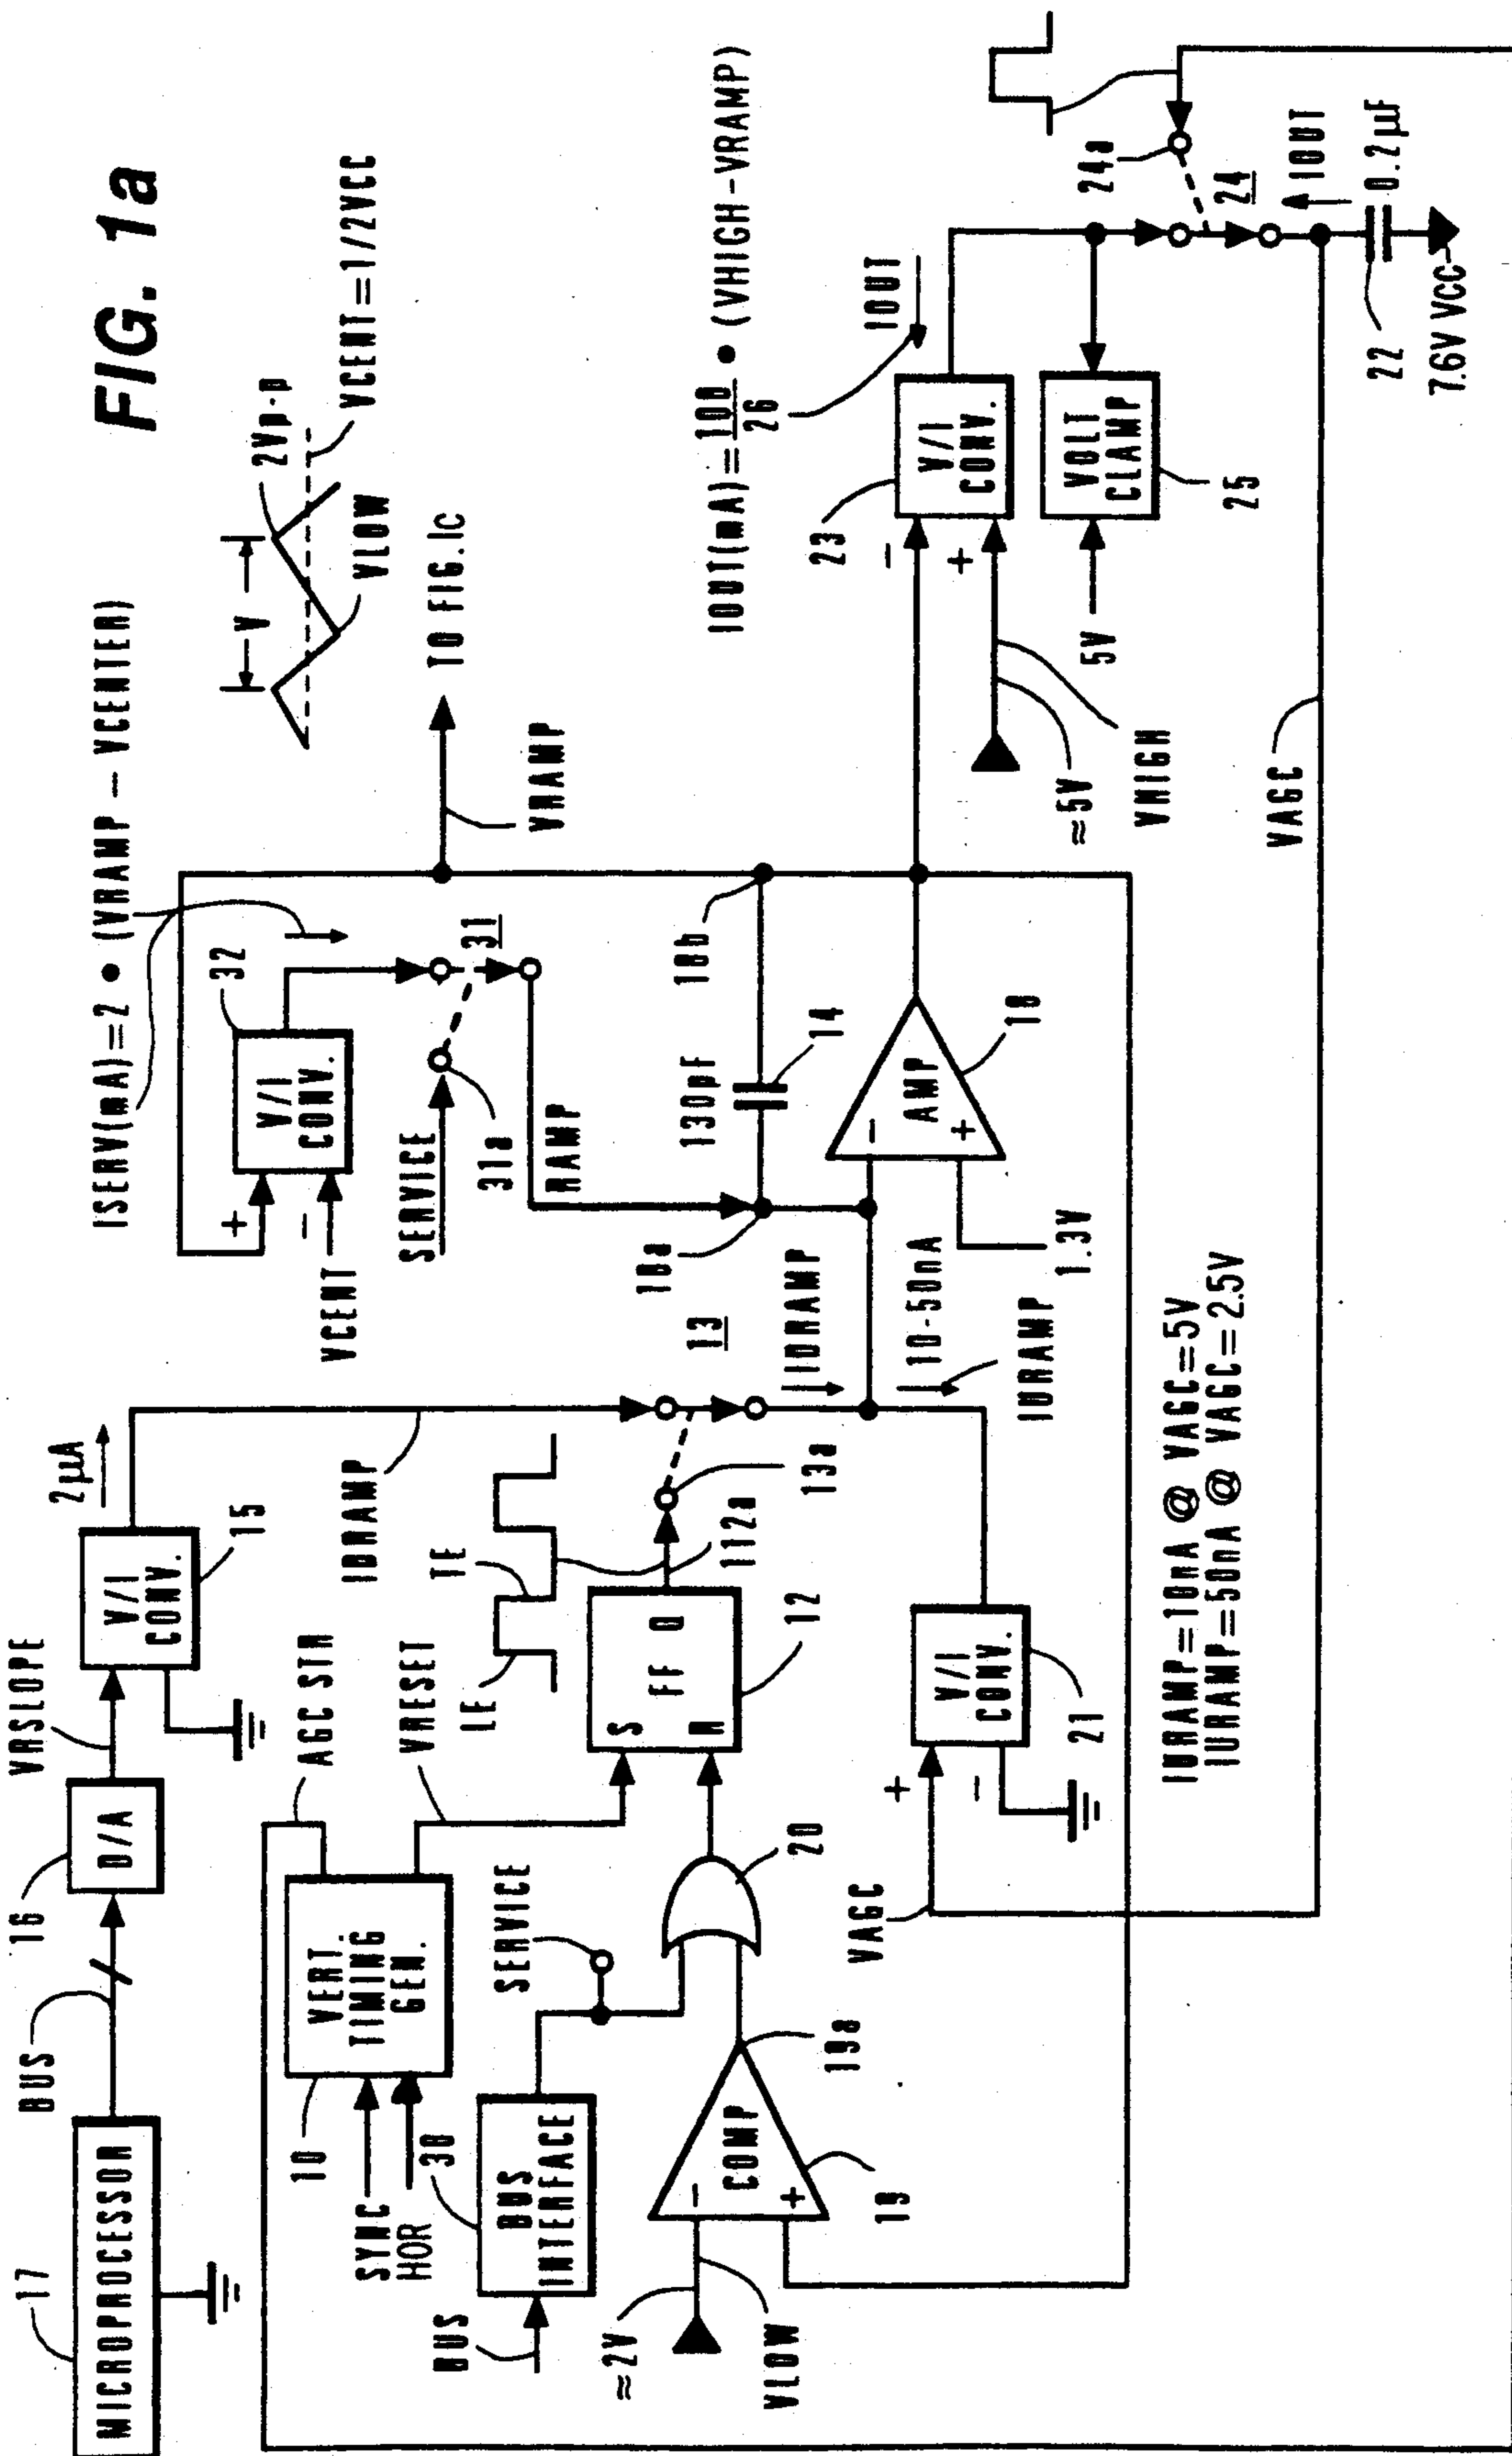 FIG. 1a
ISERV(mA)=2 • (VRAMP – VCENTER)
2Vp-p
V
VCENT=1/2VCC
VLOW
TO FIG.1c
VRAMP
17
MICROPROCESSOR
BUS
16
D/A
VRSLOPE
V/I
CONV.
15
2µA
AGC STR
VRESET
10
VERT.
TIMING
GEN.
SYNC
HOR
30
BUS
INTERFACE
BUS
SERVICE
≈2V
VLOW
COMP
–
+
19
19a
20
S
FF Q
R
12
LE
TE
112a
13a
13
IDRAMP
IDRAMP
VCENT
+
–
32
V/I
CONV.
31
SERVICE
31a
RAMP
18a
130pF
14
18b
AMP
–
+
18
1.3V
10-50nA
IURAMP
VAGC
+
–
V/I
CONV.
21
IURAMP=10nA @ VAGC=5V
IURAMP=50nA @ VAGC=2.5V
IOUT(mA)=100/26 • (VHIGH-VRAMP)
IOUT
23
–
+
V/I
CONV.
≈5V
VHIGH
5V
VOLT
CLAMP
25
VAGC
24a
24
IOUT
22
0.2µF
7.6V VCC